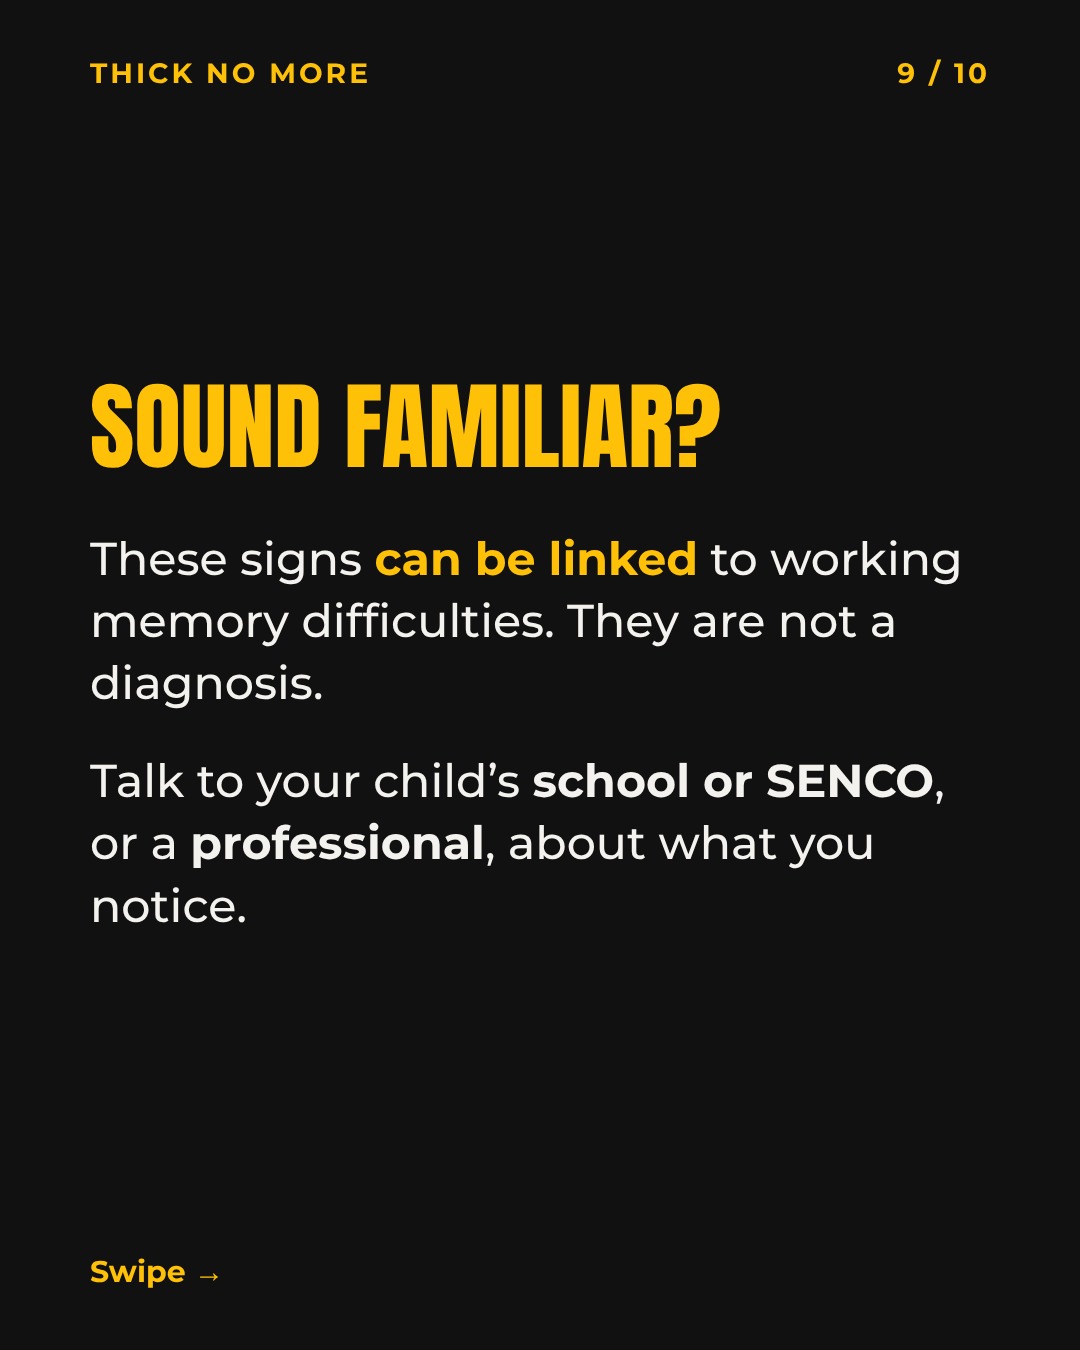 THICK NO MORE
9 / 10
SOUND FAMILIAR?
These signs can be linked to working
memory difficulties. They are not a
diagnosis.
Talk to your child’s school or SENCO,
or a professional, about what you
notice.
Swipe →